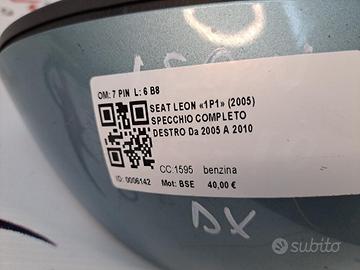 OM: 7 PIN L: 6 B8
SEAT LEON «1P1» (2005)
SPECCHIO COMPLETO
DESTRO Da 2005 A 2010
CC:1595 benzina
ID: 0006142 Mot: BSE 40,00 €
DX
subito